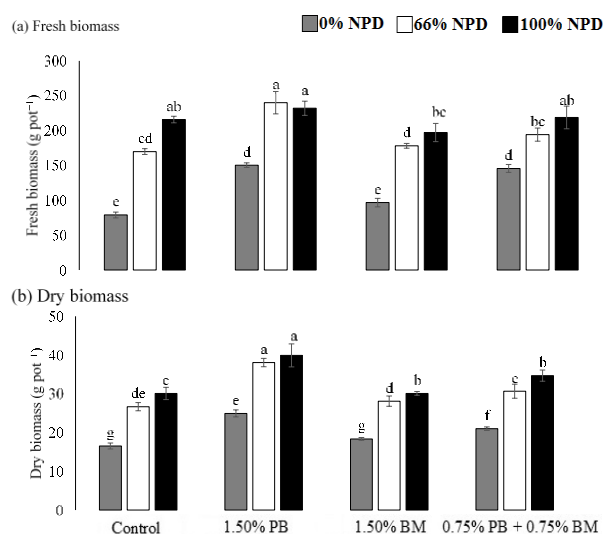 (a) Fresh biomass
0% NPD 66% NPD 100% NPD
Fresh biomass (g pot⁻¹)
300
250
200
150
100
50
0
e cd ab
d a a
e d bc
d bc ab
(b) Dry biomass
Dry biomass (g pot⁻¹)
50
40
30
20
10
0
g de c
e a a
g d b
f c b
Control 1.50% PB 1.50% BM 0.75% PB + 0.75% BM